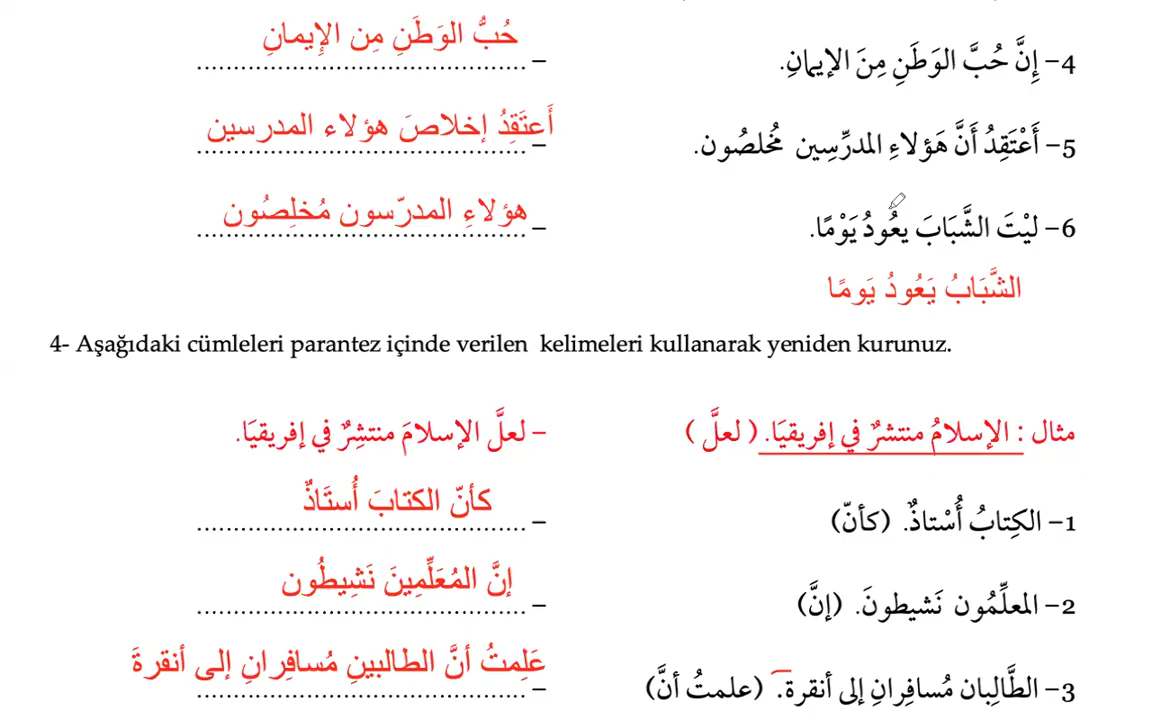 حُبُّ الوَطَنِ مِن الإِيمانِ
4– إِنَّ حُبَّ الوَطَنِ مِنَ الإيمانِ. – ................................................
أَعتَقِدُ إخلاصَ هؤلاء المدرسين
5– أَعْتَقِدُ أَنَّ هَؤلاءِ المدرِّسِين مُخلصُون. – ................................................
هؤلاءِ المدرّسون مُخلِصُون
6– ليْتَ الشَّبَابَ يعُودُ يَوْمًا. – ................................................
الشَّبَابُ يَعُودُ يَومًا
4- Aşağıdaki cümleleri parantez içinde verilen kelimeleri kullanarak yeniden kurunuz.
مثال : الإسلامُ منتشرٌ في إفريقيَا. ( لعلَّ ) – لعلَّ الإسلامَ منتشِرٌ في إفريقيَا.
كأنّ الكتابَ أُستَاذٌ
1– الكِتابُ أُسْتاذٌ. (كأنّ) – ................................................
إنَّ المُعَلِّمِينَ نَشِيطُون
2– المعلِّمُون نَشيطونَ. (إنَّ) – ................................................
عَلِمتُ أنَّ الطالبينِ مُسافِرانِ إلى أنقرةَ
3– الطَّالِبان مُسافِرانِ إلى أنقرة. (علمتُ أنَّ) – ................................................